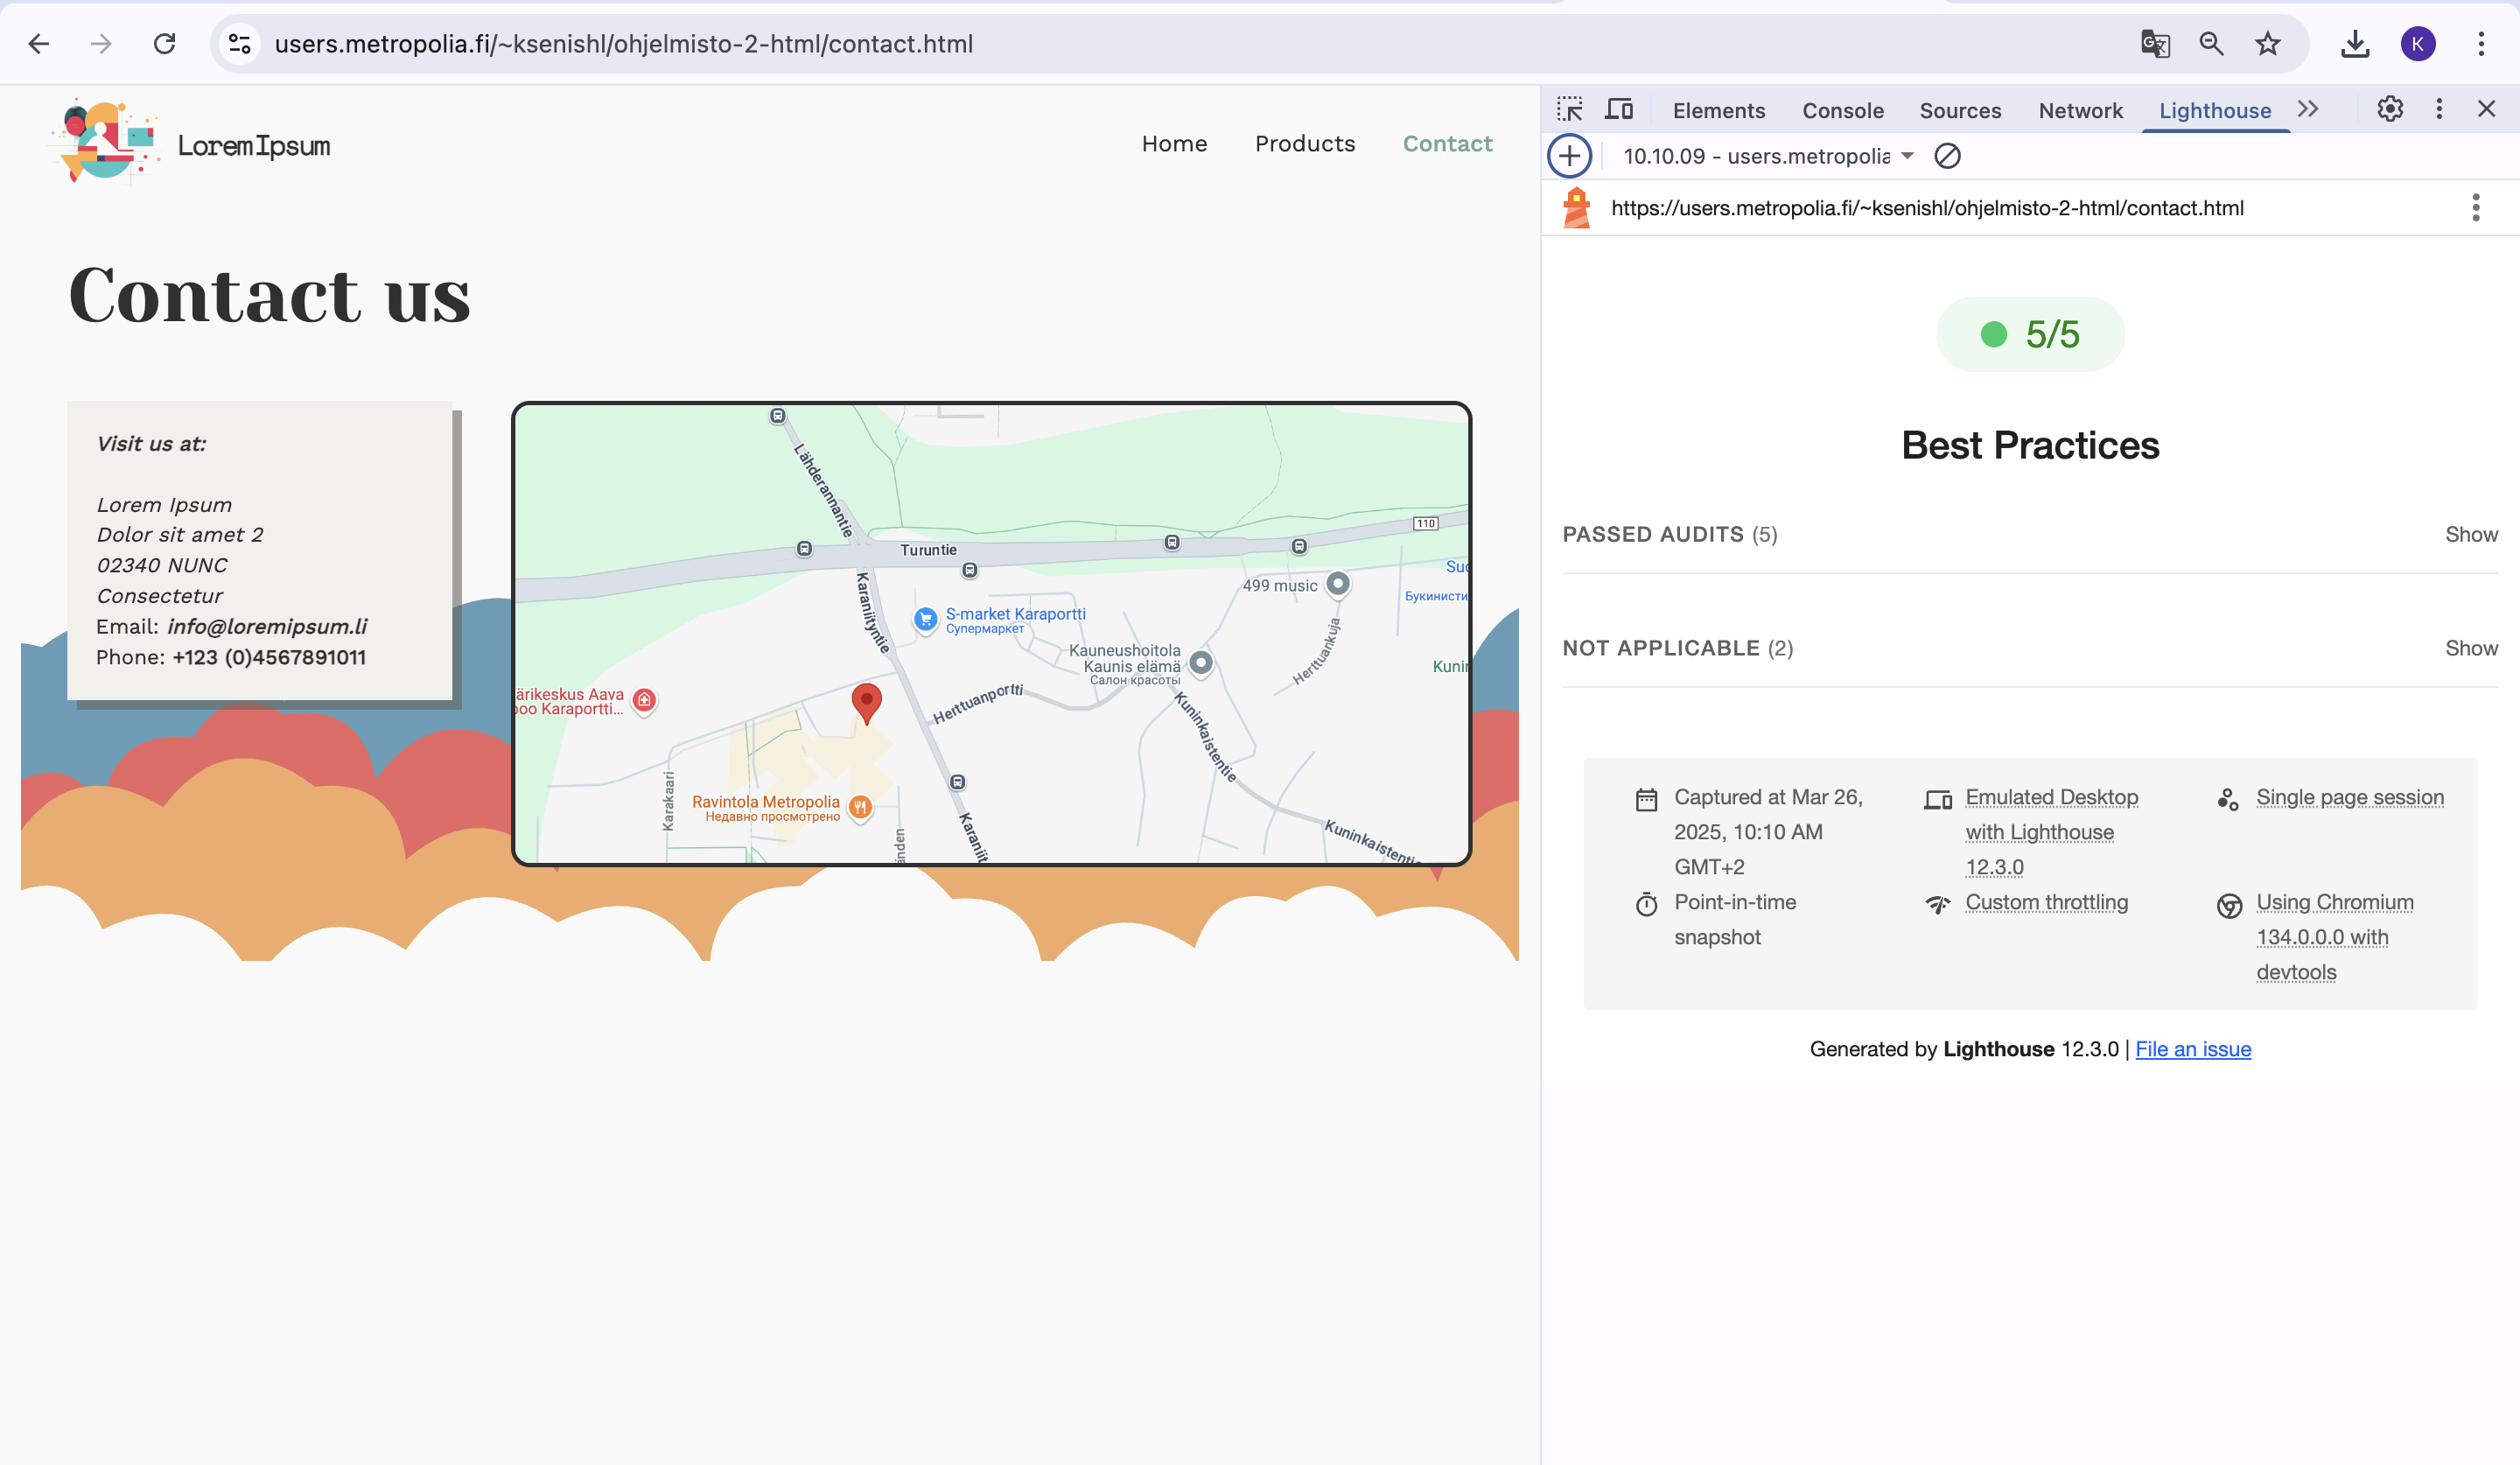 users.metropolia.fi/~ksenishl/ohjelmisto-2-html/contact.html
K
LoremIpsum
Home
Products
Contact
Contact us
Visit us at:
Lorem Ipsum
Dolor sit amet 2
02340 NUNC
Consectetur
Email: info@loremipsum.li
Phone: +123 (0)4567891011
Lähderannantie
110
Turuntie
Karanityntie
499 music
Букинисти
S-market Karaportti
Супермаркет
Kauneushoitola
Kaunis elämä
Салон красоты
Herttuankuja
ärikeskus Aava
poo Karaportti...
Herttuanportti
Kuninkaistentie
Karakaari
Ravintola Metropolia
Недавно просмотрено
Kuninkaistentie
Elements
Console
Sources
Network
Lighthouse
10.10.09 - users.metropolia
https://users.metropolia.fi/~ksenishl/ohjelmisto-2-html/contact.html
5/5
Best Practices
PASSED AUDITS (5)
Show
NOT APPLICABLE (2)
Show
Captured at Mar 26,
2025, 10:10 AM
GMT+2
Emulated Desktop
with Lighthouse
12.3.0
Single page session
Point-in-time
snapshot
Custom throttling
Using Chromium
134.0.0.0 with
devtools
Generated by Lighthouse 12.3.0 | File an issue